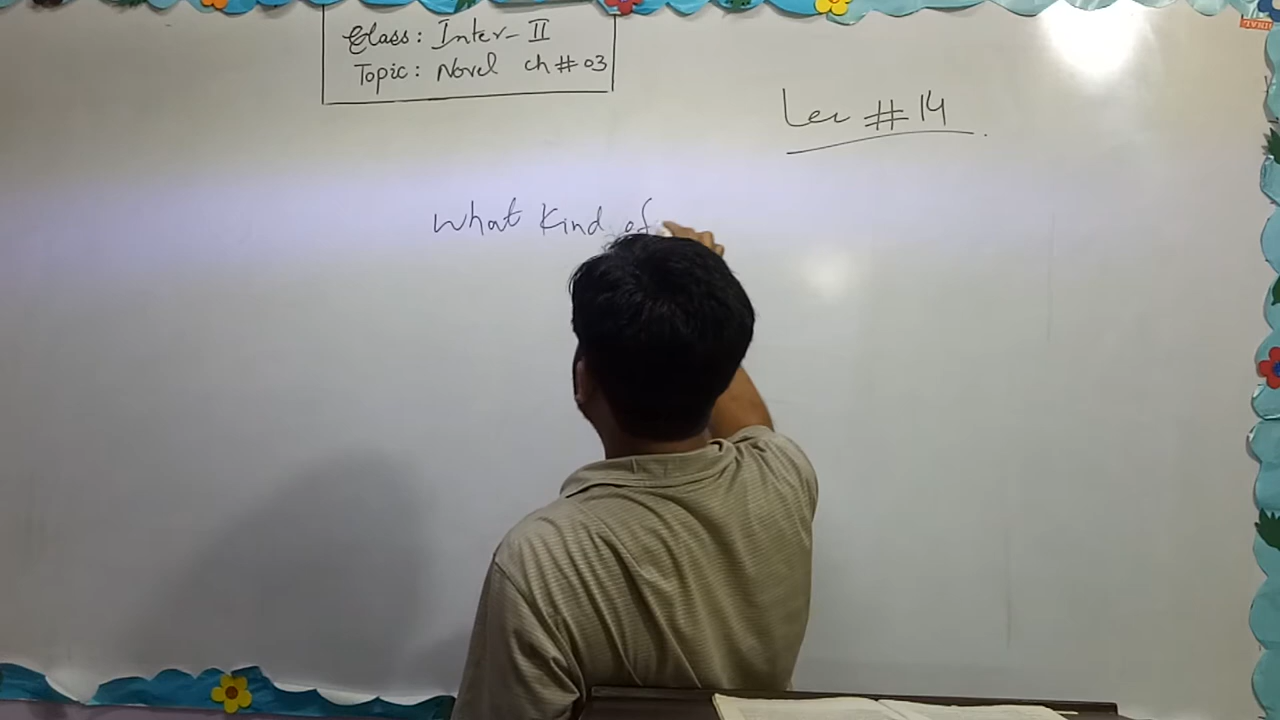 Class: Inter-II
Topic: Novel ch # 03
Lec # 14
What Kind of